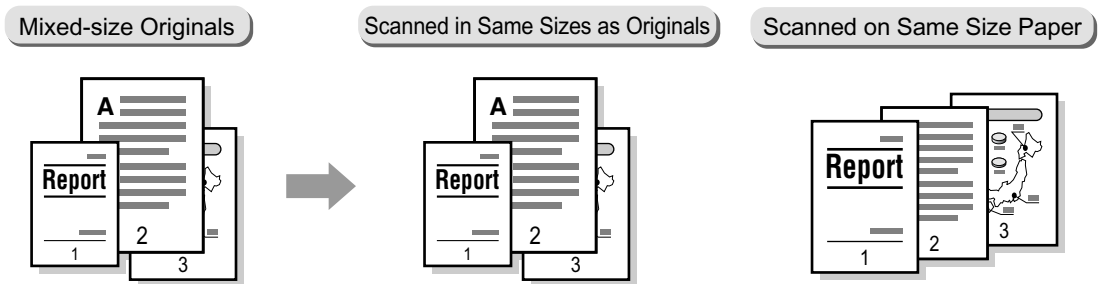 Mixed-size Originals
Scanned in Same Sizes as Originals
Scanned on Same Size Paper
A
Report
1
2
3
A
Report
1
2
3
Report
1
2
3